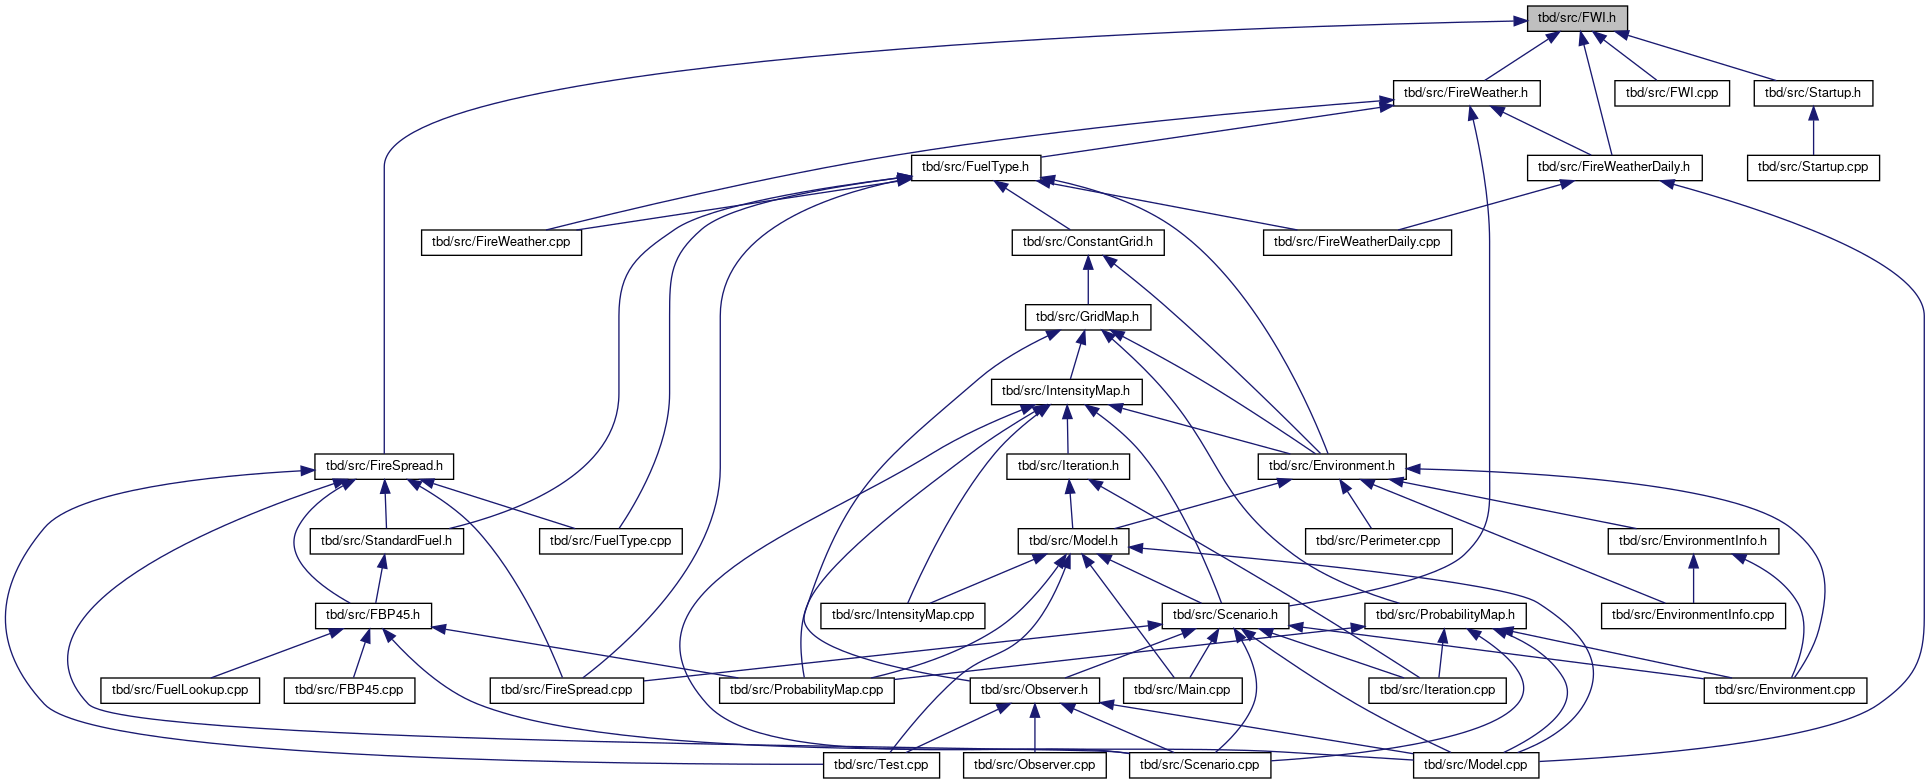 tbd/src/FWI.h
tbd/src/FireWeather.h
tbd/src/FWI.cpp
tbd/src/Startup.h
tbd/src/FuelType.h
tbd/src/FireWeatherDaily.h
tbd/src/Startup.cpp
tbd/src/FireWeather.cpp
tbd/src/ConstantGrid.h
tbd/src/FireWeatherDaily.cpp
tbd/src/GridMap.h
tbd/src/IntensityMap.h
tbd/src/FireSpread.h
tbd/src/Iteration.h
tbd/src/Environment.h
tbd/src/StandardFuel.h
tbd/src/FuelType.cpp
tbd/src/Model.h
tbd/src/Perimeter.cpp
tbd/src/EnvironmentInfo.h
tbd/src/FBP45.h
tbd/src/IntensityMap.cpp
tbd/src/Scenario.h
tbd/src/ProbabilityMap.h
tbd/src/EnvironmentInfo.cpp
tbd/src/FuelLookup.cpp
tbd/src/FBP45.cpp
tbd/src/FireSpread.cpp
tbd/src/ProbabilityMap.cpp
tbd/src/Observer.h
tbd/src/Main.cpp
tbd/src/Iteration.cpp
tbd/src/Environment.cpp
tbd/src/Test.cpp
tbd/src/Observer.cpp
tbd/src/Scenario.cpp
tbd/src/Model.cpp